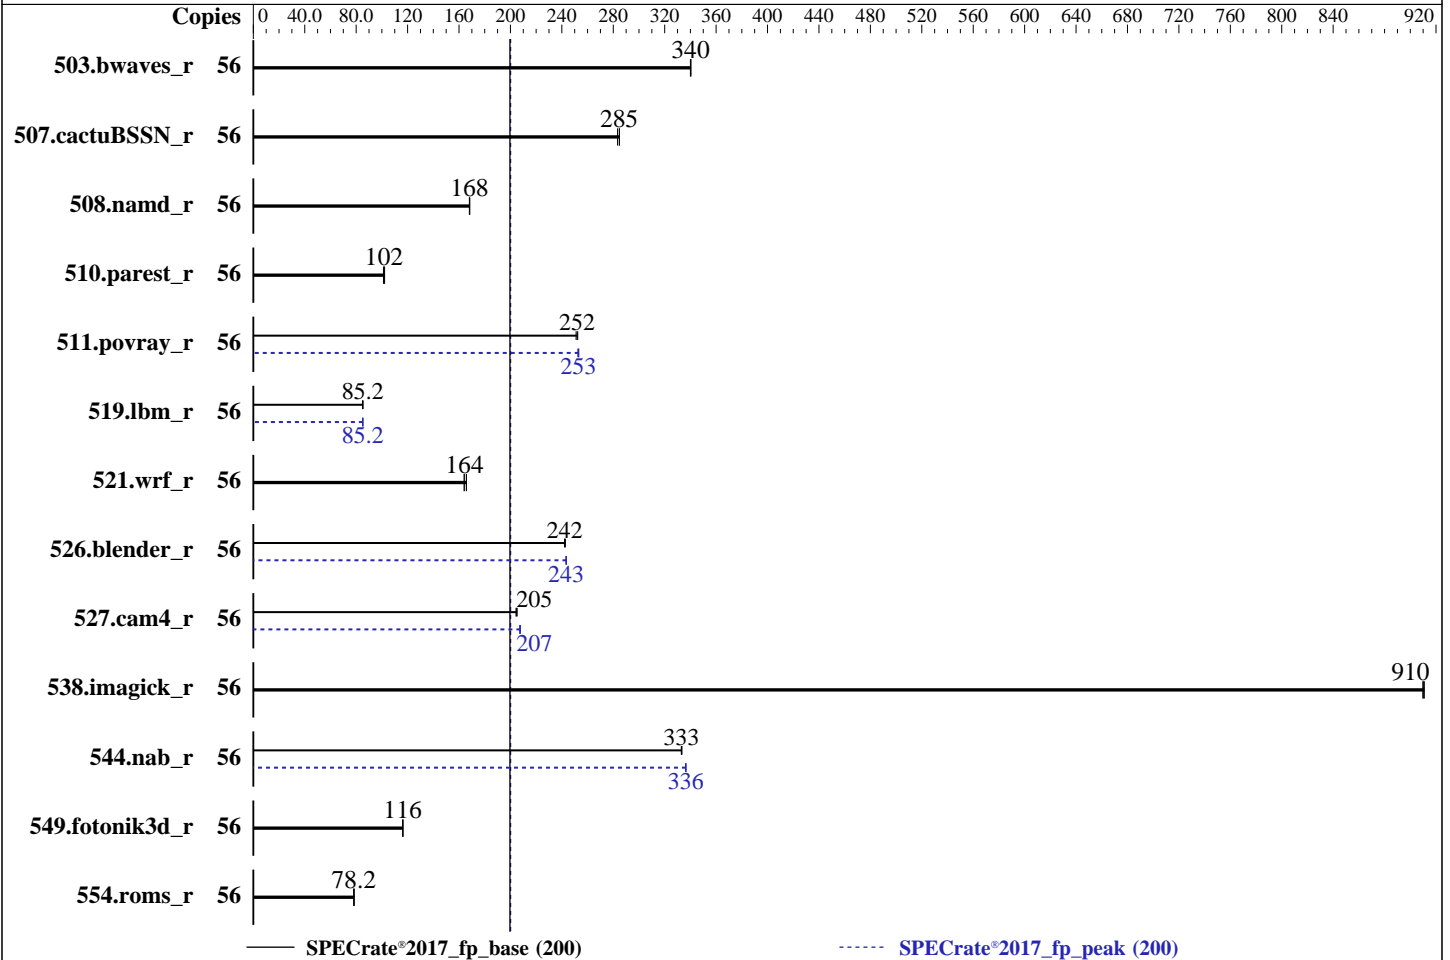 Copies 0 40.0 80.0 120 160 200 240 280 320 360 400 440 480 520 560 600 640 680 720 760 800 840 920
503.bwaves_r 56 340
507.cactuBSSN_r 56 285
508.namd_r 56 168
510.parest_r 56 102
511.povray_r 56 252
253
519.lbm_r 56 85.2
85.2
521.wrf_r 56 164
526.blender_r 56 242
243
527.cam4_r 56 205
207
538.imagick_r 56 910
544.nab_r 56 333
336
549.fotonik3d_r 56 116
554.roms_r 56 78.2
SPECrate®2017_fp_base (200) SPECrate®2017_fp_peak (200)